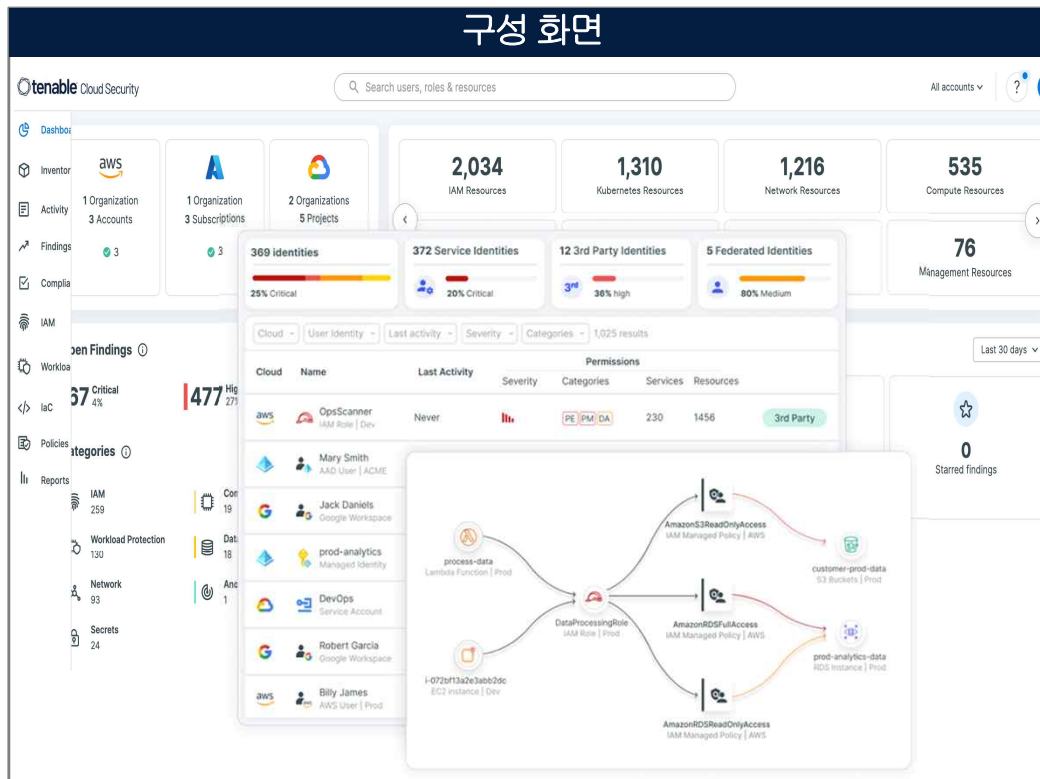 구성 화면
tenable Cloud Security
Search users, roles & resources
All accounts
?
Dashboa
Inventor
Activity
Findings
Complia
IAM
Workloa
IaC
Policies
Reports
aws
1 Organization
3 Accounts
3
1 Organization
3 Subscriptions
3
2 Organizations
5 Projects
2,034
IAM Resources
1,310
Kubernetes Resources
1,216
Network Resources
535
Compute Resources
76
Management Resources
pen Findings
67 Critical
4%
477 Hig
27%
ategories
IAM
259
Workload Protection
130
Network
93
Secrets
24
Con
19
Dat
18
Ano
1
Last 30 days
0
Starred findings
369 identities
25% Critical
372 Service Identities
20% Critical
12 3rd Party Identities
3rd
36% high
5 Federated Identities
80% Medium
Cloud
User Identity
Last activity
Severity
Categories
1,025 results
Permissions
Cloud Name Last Activity Severity Categories Services Resources
aws OpsScanner Never PE PM DA 230 1456 3rd Party
IAM Role | Dev
Mary Smith
AAD User | ACME
Jack Daniels
Google Workspace
prod-analytics
Managed Identity
DevOps
Service Account
Robert Garcia
Google Workspace
aws Billy James
AWS User | Prod
process-data
Lambda Function | Prod
i-072bf13a2e3abb2dc
EC2 instance | Dev
DataProcessingRole
IAM Role | Prod
AmazonS3ReadOnlyAccess
IAM Managed Policy | AWS
AmazonRDSFullAccess
IAM Managed Policy | AWS
AmazonRDSReadOnlyAccess
IAM Managed Policy | AWS
customer-prod-data
S3 Buckets | Prod
prod-analytics-data
RDS Instance | Prod